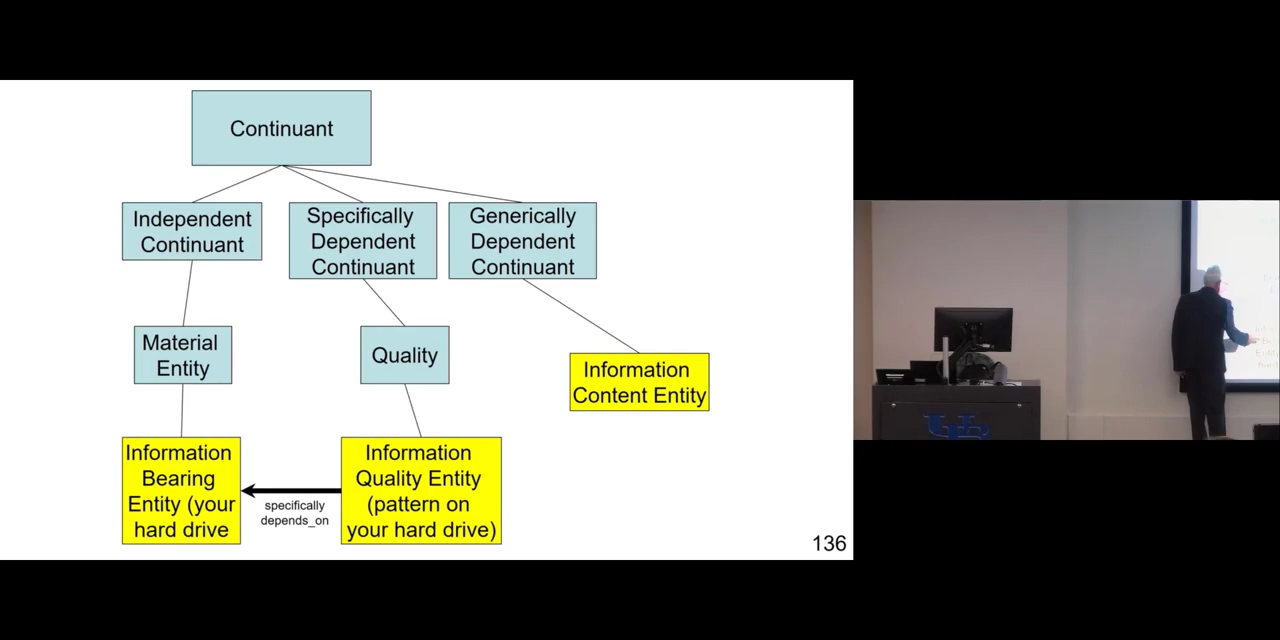 Continuant
Independent
Continuant
Specifically
Dependent
Continuant
Generically
Dependent
Continuant
Material
Entity
Quality
Information
Content Entity
Information
Bearing
Entity (your
hard drive
specifically
depends_on
Information
Quality Entity
(pattern on
your hard drive)
136
UB